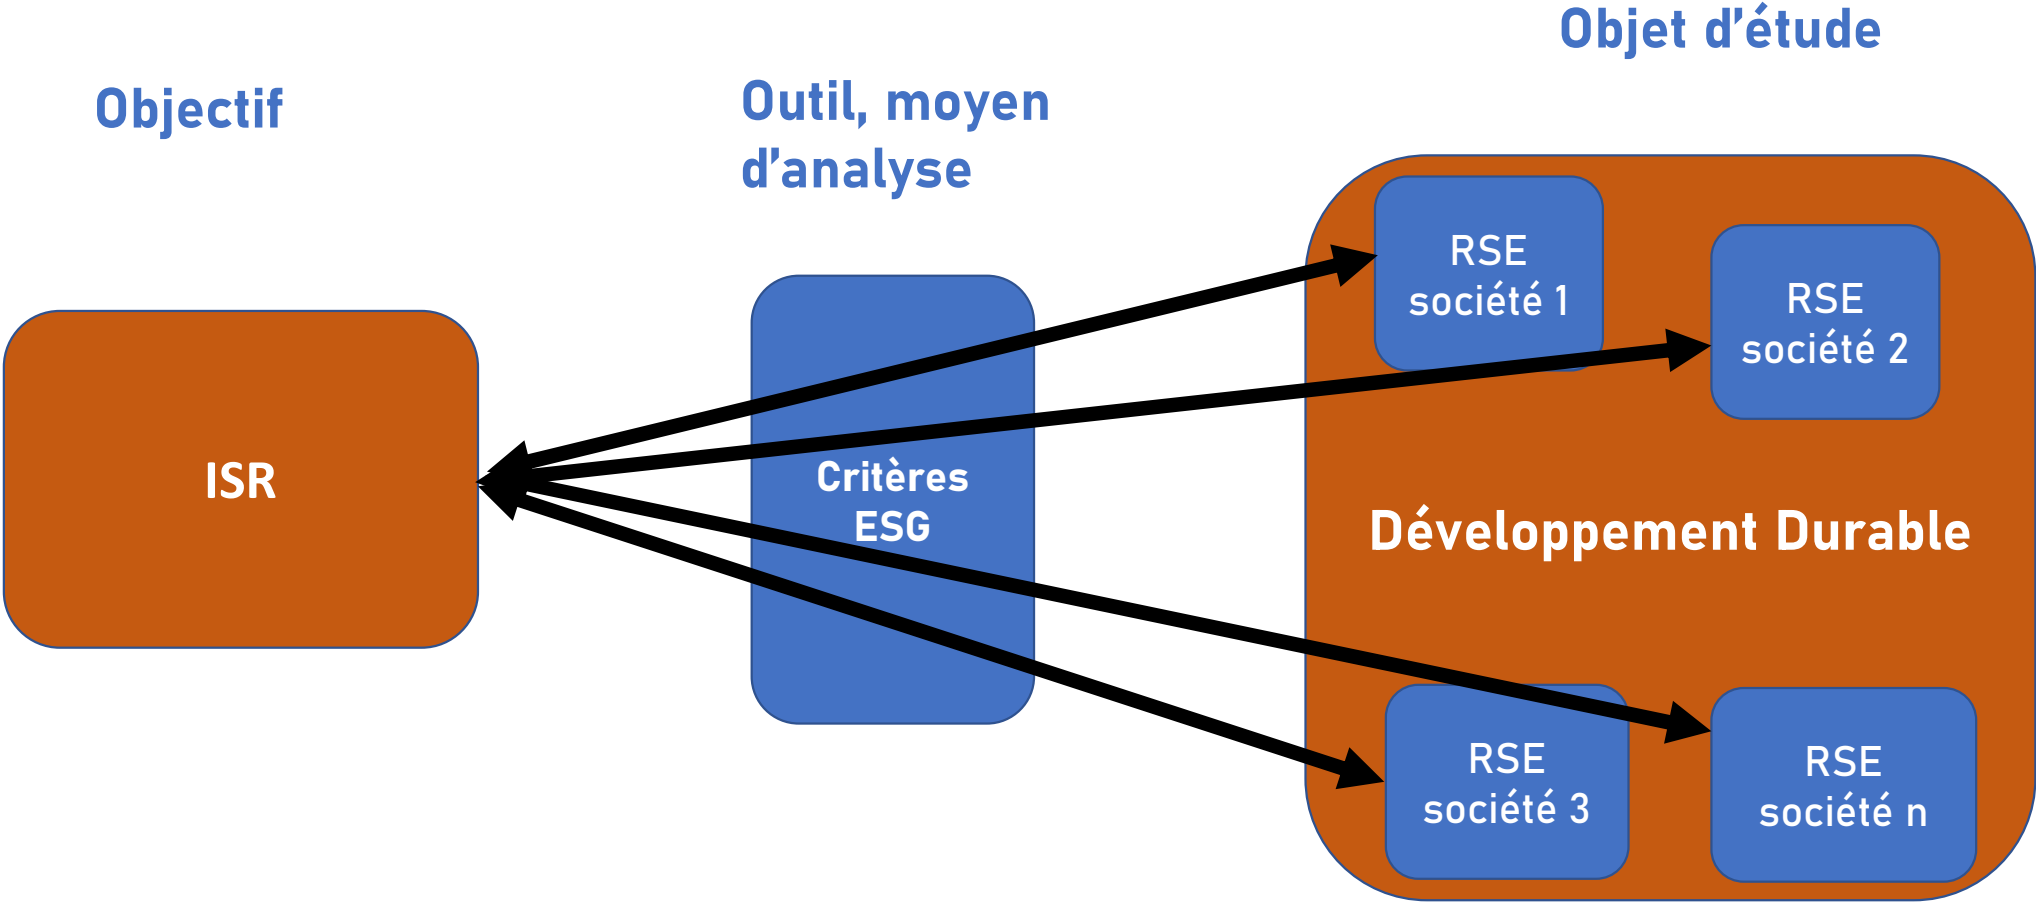 Objectif
Outil, moyen
d’analyse
Objet d’étude
ISR
Critères
ESG
RSE
société 1
RSE
société 2
Développement Durable
RSE
société 3
RSE
société n